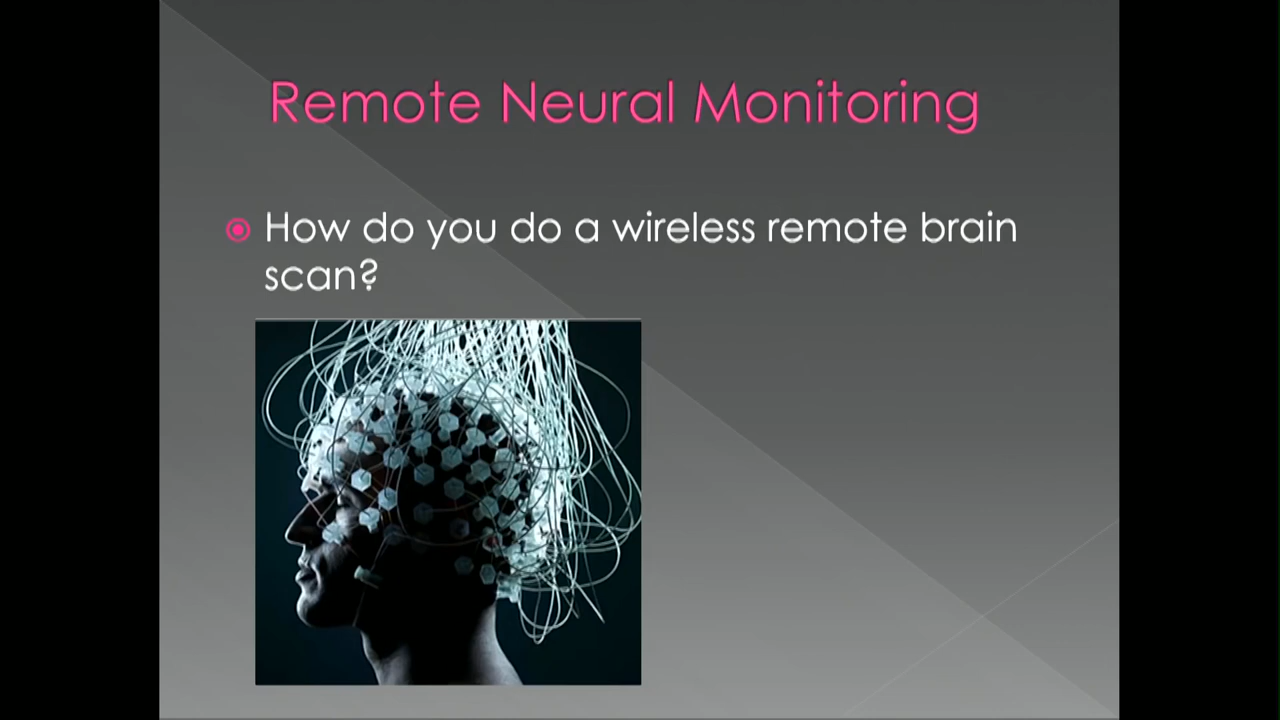 Remote Neural Monitoring
How do you do a wireless remote brain
scan?